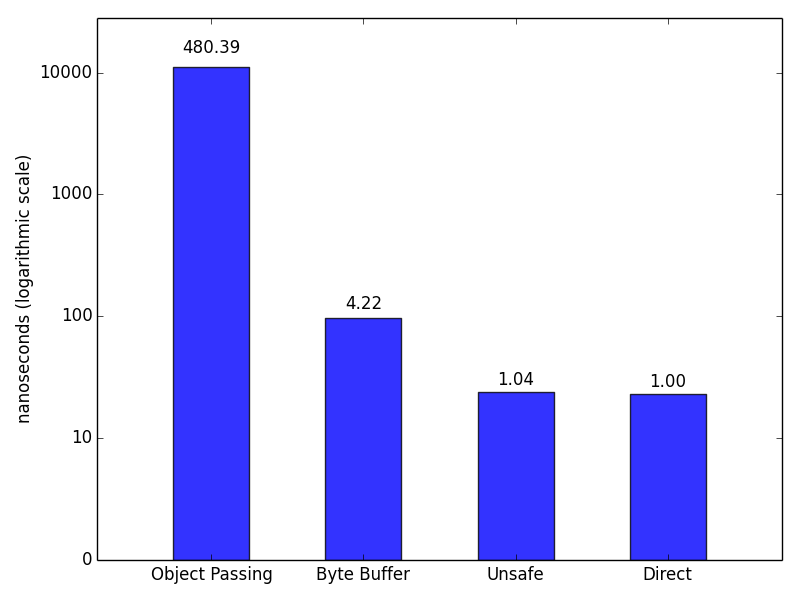 480.39
10000
nanoseconds (logarithmic scale)
1000
4.22
100
1.04
1.00
10
0
Object Passing
Byte Buffer
Unsafe
Direct